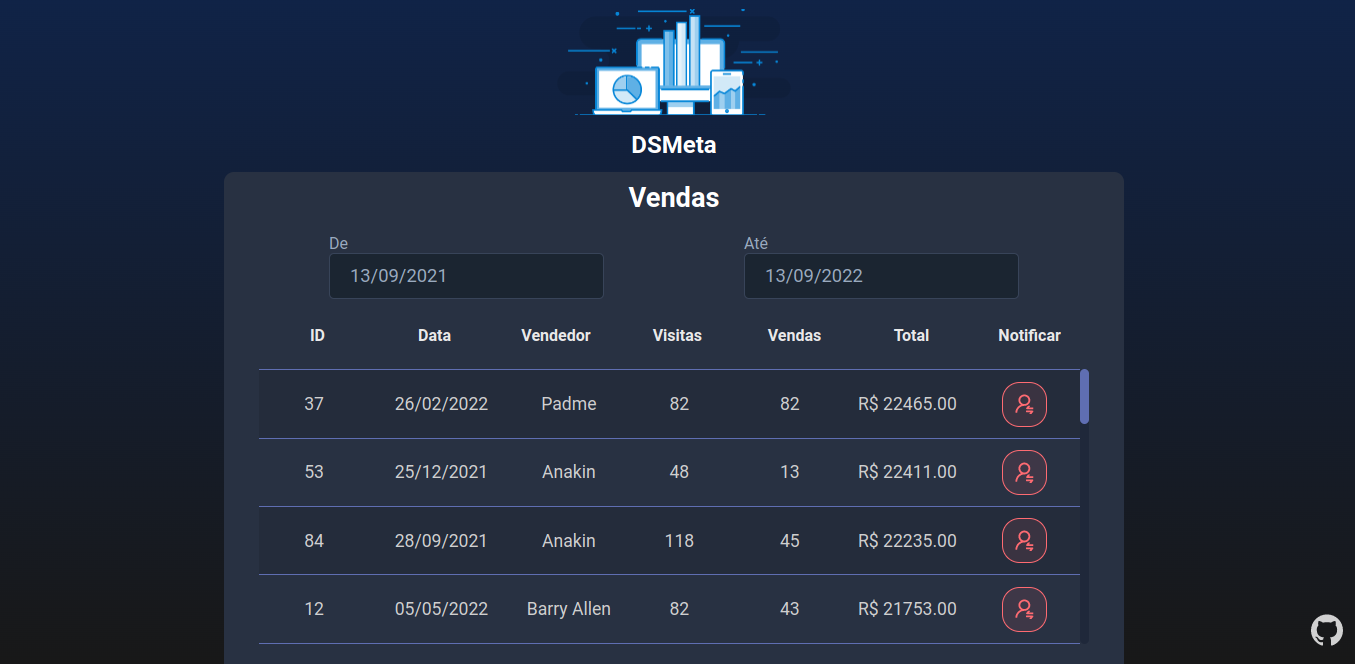 DSMeta
Vendas
De Até
13/09/2021 13/09/2022
ID Data Vendedor Visitas Vendas Total Notificar
37 26/02/2022 Padme 82 82 R$ 22465.00
53 25/12/2021 Anakin 48 13 R$ 22411.00
84 28/09/2021 Anakin 118 45 R$ 22235.00
12 05/05/2022 Barry Allen 82 43 R$ 21753.00